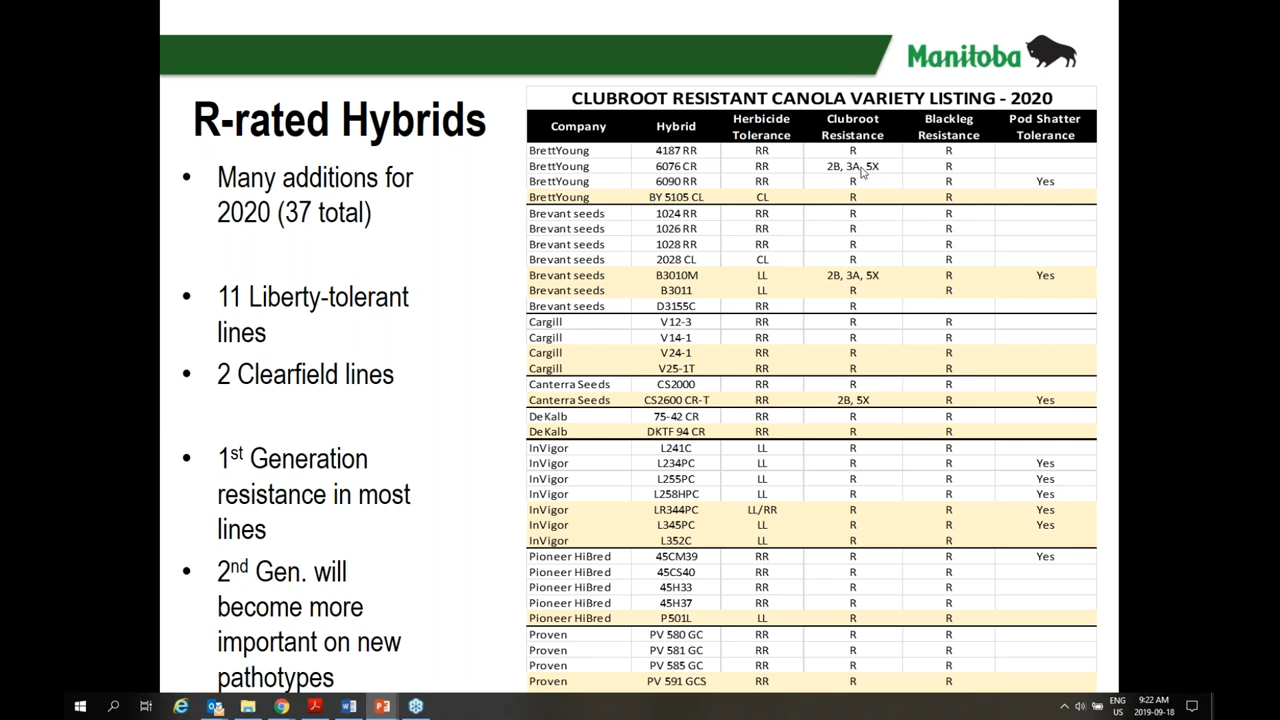 Manitoba
R-rated Hybrids
• Many additions for
2020 (37 total)
• 11 Liberty-tolerant
lines
• 2 Clearfield lines
• 1st Generation
resistance in most
lines
• 2nd Gen. will
become more
important on new
pathotypes
CLUBROOT RESISTANT CANOLA VARIETY LISTING - 2020
Company Hybrid Herbicide Tolerance Clubroot Resistance Blackleg Resistance Pod Shatter Tolerance
BrettYoung 4187 RR RR R R
BrettYoung 6076 CR RR 2B, 3A, 5X R
BrettYoung 6090 RR RR R R Yes
BrettYoung BY 5105 CL CL R R
Brevant seeds 1024 RR RR R R
Brevant seeds 1026 RR RR R R
Brevant seeds 1028 RR RR R R
Brevant seeds 2028 CL CL R R
Brevant seeds B3010M LL 2B, 3A, 5X R Yes
Brevant seeds B3011 LL R R
Brevant seeds D3155C RR R
Cargill V12-3 RR R R
Cargill V14-1 RR R R
Cargill V24-1 RR R R
Cargill V25-1T RR R R
Canterra Seeds CS2000 RR R R
Canterra Seeds CS2600 CR-T RR 2B, 5X R Yes
DeKalb 75-42 CR RR R R
DeKalb DKTF 94 CR RR R R
InVigor L241C LL R R
InVigor L234PC LL R R Yes
InVigor L255PC LL R R Yes
InVigor L258HPC LL R R Yes
InVigor LR344PC LL/RR R R Yes
InVigor L345PC LL R R Yes
InVigor L352C LL R R
Pioneer HiBred 45CM39 RR R R Yes
Pioneer HiBred 45CS40 RR R R
Pioneer HiBred 45H33 RR R R
Pioneer HiBred 45H37 RR R R
Pioneer HiBred P501L LL R R
Proven PV 580 GC RR R R
Proven PV 581 GC RR R R
Proven PV 585 GC RR R R
Proven PV 591 GCS RR R R
ENG
US
9:22 AM
2019-09-18